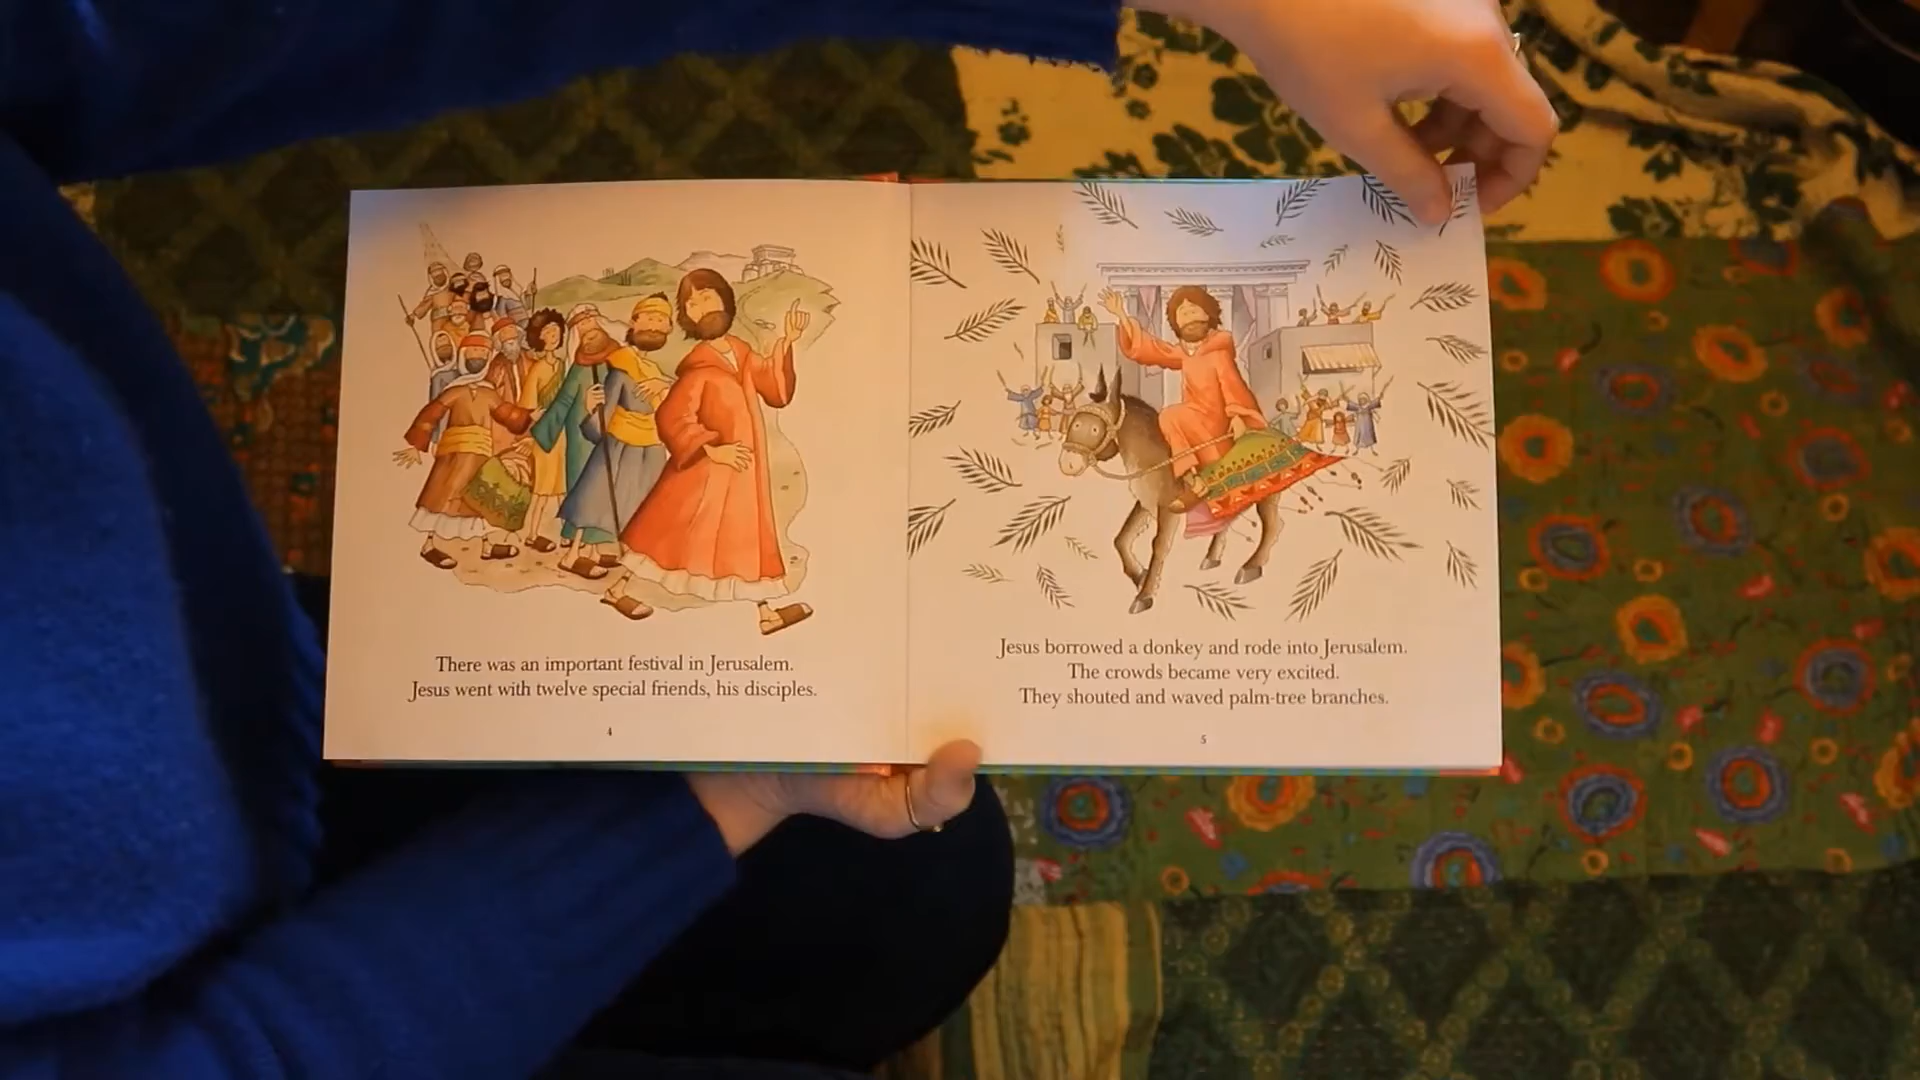 There was an important festival in Jerusalem.
Jesus went with twelve special friends, his disciples.
4
Jesus borrowed a donkey and rode into Jerusalem.
The crowds became very excited.
They shouted and waved palm-tree branches.
5